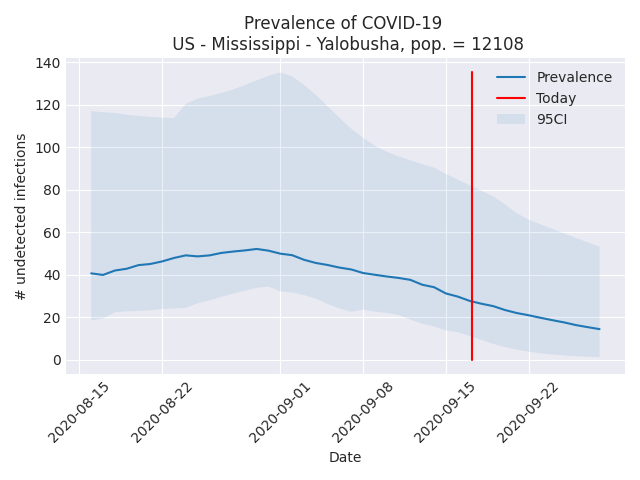 Prevalence of COVID-19
US - Mississippi - Yalobusha, pop. = 12108
140
120
100
80
60
40
20
0
# undetected infections
Prevalence
Today
95CI
2020-08-15
2020-08-22
2020-09-01
2020-09-08
2020-09-15
2020-09-22
Date